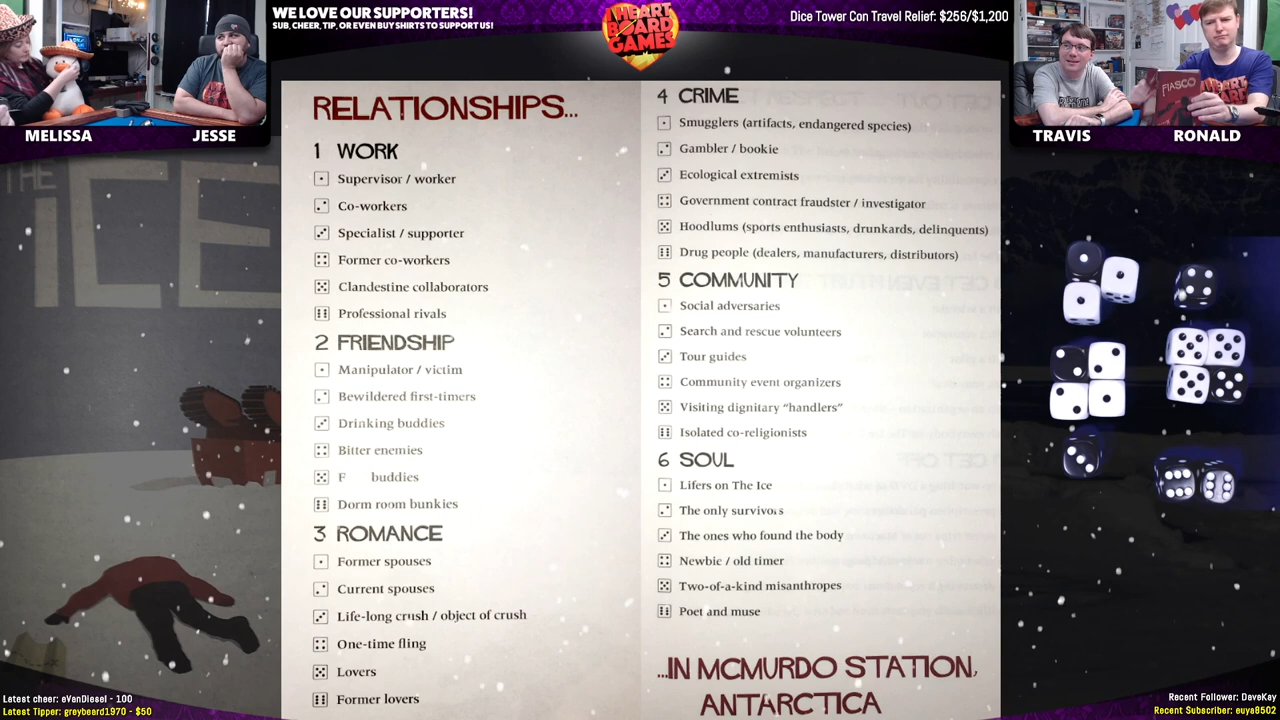 WE LOVE OUR SUPPORTERS!
SUB, CHEER, TIP, OR EVEN BUY SHIRTS TO SUPPORT US!
I HEART
BOARD
GAMES
Dice Tower Con Travel Relief: $256/$1,200
MELISSA
JESSE
TRAVIS
RONALD
FIASCO
THE
ICE
RELATIONSHIPS...
1 WORK
Supervisor / worker
Co-workers
Specialist / supporter
Former co-workers
Clandestine collaborators
Professional rivals
2 FRIENDSHIP
Manipulator / victim
Bewildered first-timers
Drinking buddies
Bitter enemies
F buddies
Dorm room bunkies
3 ROMANCE
Former spouses
Current spouses
Life-long crush / object of crush
One-time fling
Lovers
Former lovers
4 CRIME
Smugglers (artifacts, endangered species)
Gambler / bookie
Ecological extremists
Government contract fraudster / investigator
Hoodlums (sports enthusiasts, drunkards, delinquents)
Drug people (dealers, manufacturers, distributors)
5 COMMUNITY
Social adversaries
Search and rescue volunteers
Tour guides
Community event organizers
Visiting dignitary “handlers”
Isolated co-religionists
6 SOUL
Lifers on The Ice
The only survivors
The ones who found the body
Newbie / old timer
Two-of-a-kind misanthropes
Poet and muse
...IN MCMURDO STATION,
ANTARCTICA
Latest cheer: eVanDiesel - 100
Latest Tipper: greybeard1970 - $50
Recent Follower: DaveKay
Recent Subscriber: euya8502